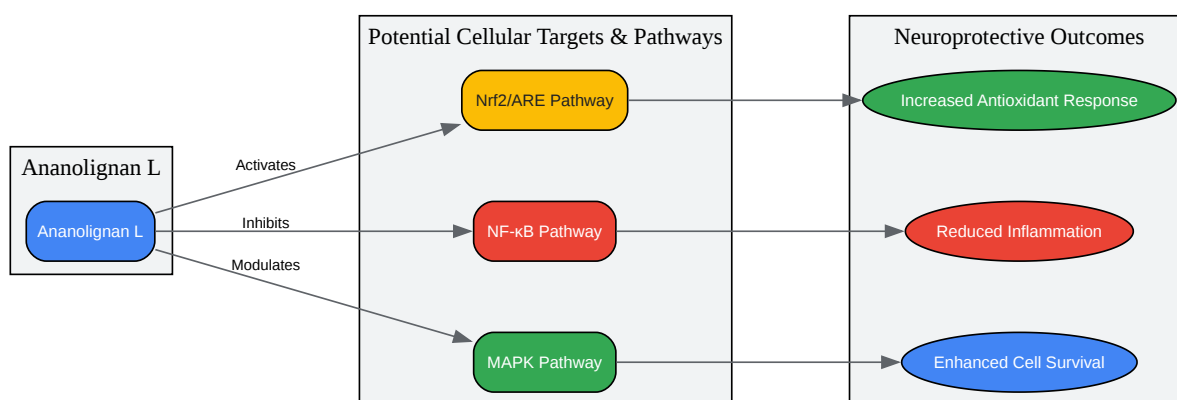 Ananolignan L
Ananolignan L
Activates
Inhibits
Modulates
Potential Cellular Targets & Pathways
Nrf2/ARE Pathway
NF-κB Pathway
MAPK Pathway
Neuroprotective Outcomes
Increased Antioxidant Response
Reduced Inflammation
Enhanced Cell Survival